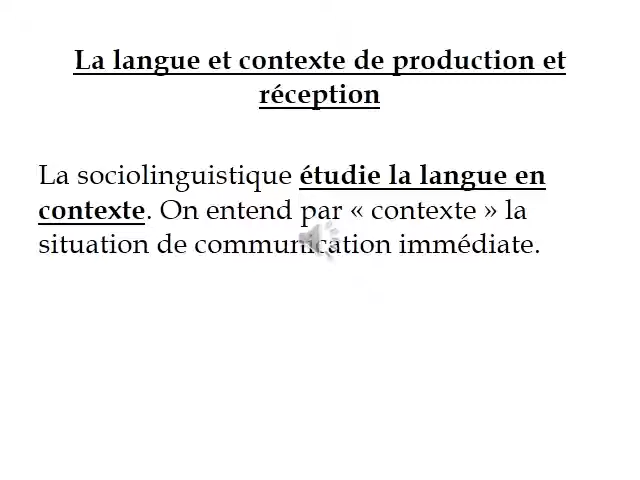 La langue et contexte de production et
réception
La sociolinguistique étudie la langue en
contexte. On entend par « contexte » la
situation de communication immédiate.